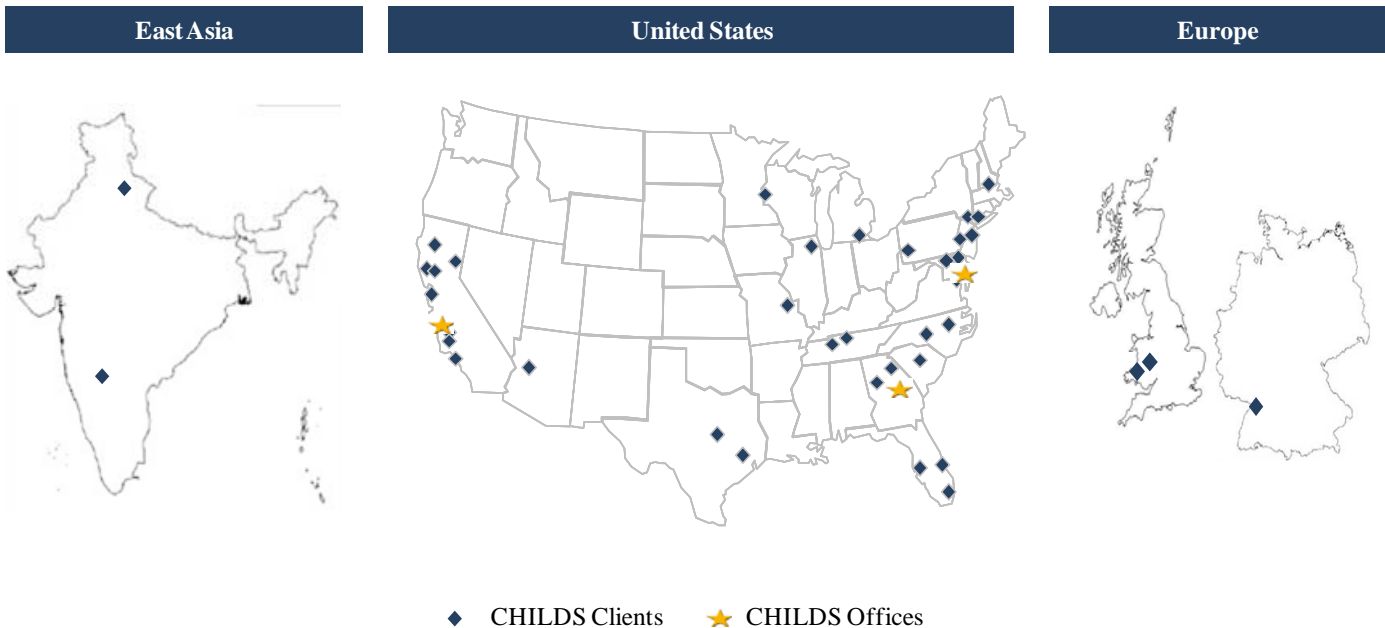 East Asia
United States
Europe
CHILDS Clients
CHILDS Offices